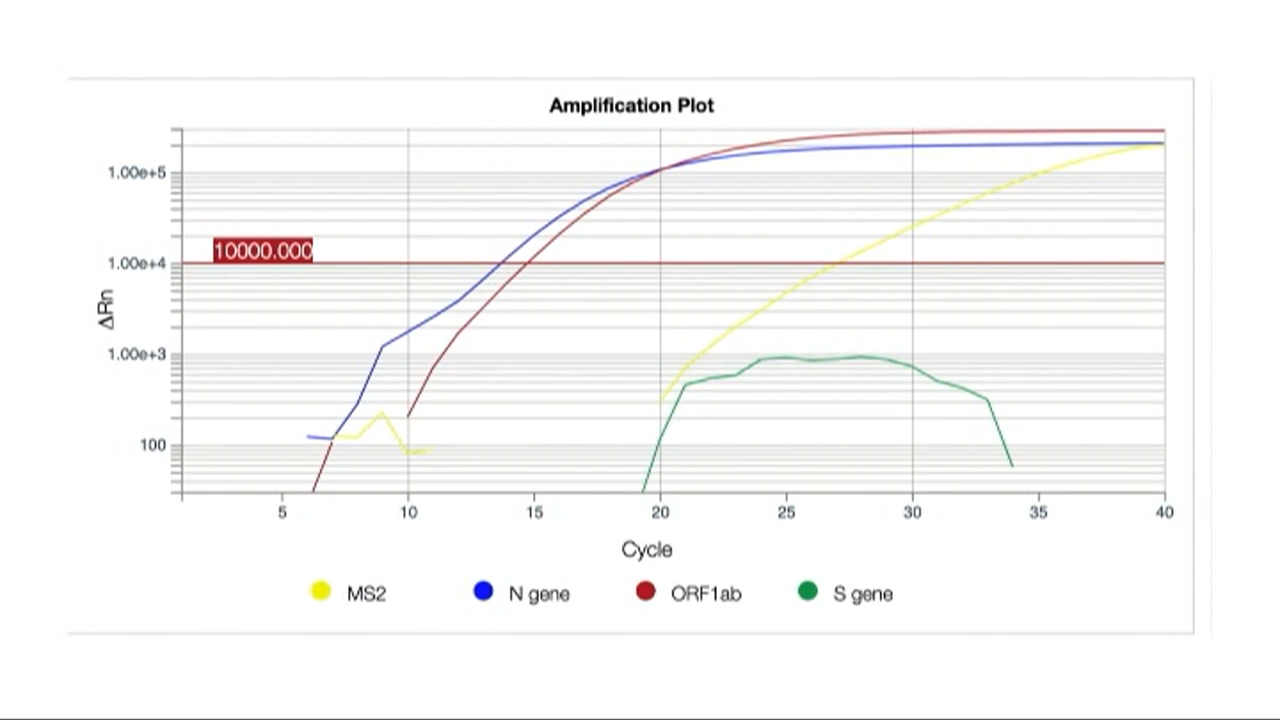 Amplification Plot
1.00e+5
10000.000
1.00e+4
ΔRn
1.00e+3
100
5 10 15 20 25 30 35 40
Cycle
MS2 N gene ORF1ab S gene